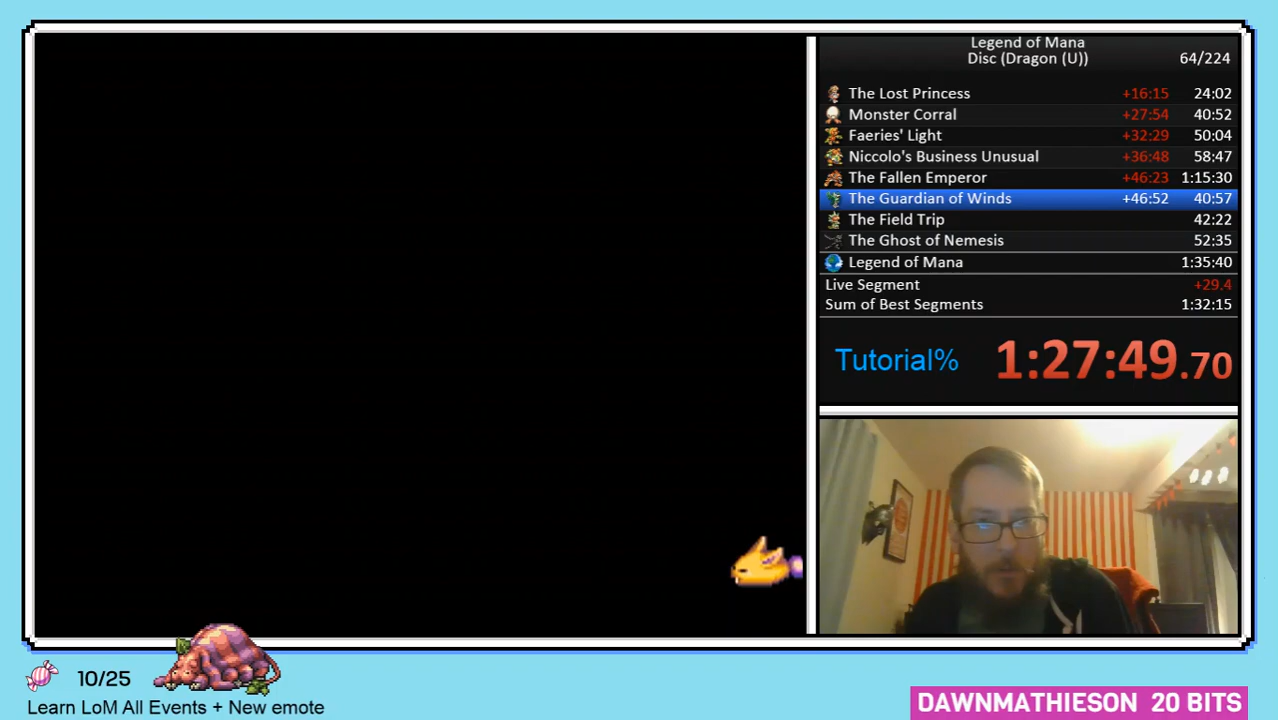 Legend of Mana
Disc (Dragon (U)) 64/224
The Lost Princess +16:15 24:02
Monster Corral +27:54 40:52
Faeries' Light +32:29 50:04
Niccolo's Business Unusual +36:48 58:47
The Fallen Emperor +46:23 1:15:30
The Guardian of Winds +46:52 40:57
The Field Trip 42:22
The Ghost of Nemesis 52:35
Legend of Mana 1:35:40
Live Segment +29.4
Sum of Best Segments 1:32:15
Tutorial% 1:27:49.70
10/25
Learn LoM All Events + New emote
DAWNMATHIESON 20 BITS